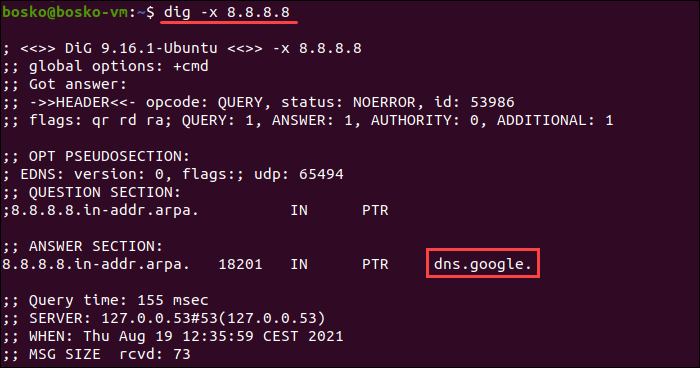 bosko@bosko-vm:~$ dig -x 8.8.8.8
; <<>> DiG 9.16.1-Ubuntu <<>> -x 8.8.8.8
;; global options: +cmd
;; Got answer:
;; ->>HEADER<<- opcode: QUERY, status: NOERROR, id: 53986
;; flags: qr rd ra; QUERY: 1, ANSWER: 1, AUTHORITY: 0, ADDITIONAL: 1
;; OPT PSEUDOSECTION:
; EDNS: version: 0, flags:; udp: 65494
;; QUESTION SECTION:
;8.8.8.8.in-addr.arpa. IN PTR
;; ANSWER SECTION:
8.8.8.8.in-addr.arpa. 18201 IN PTR dns.google.
;; Query time: 155 msec
;; SERVER: 127.0.0.53#53(127.0.0.53)
;; WHEN: Thu Aug 19 12:35:59 CEST 2021
;; MSG SIZE rcvd: 73